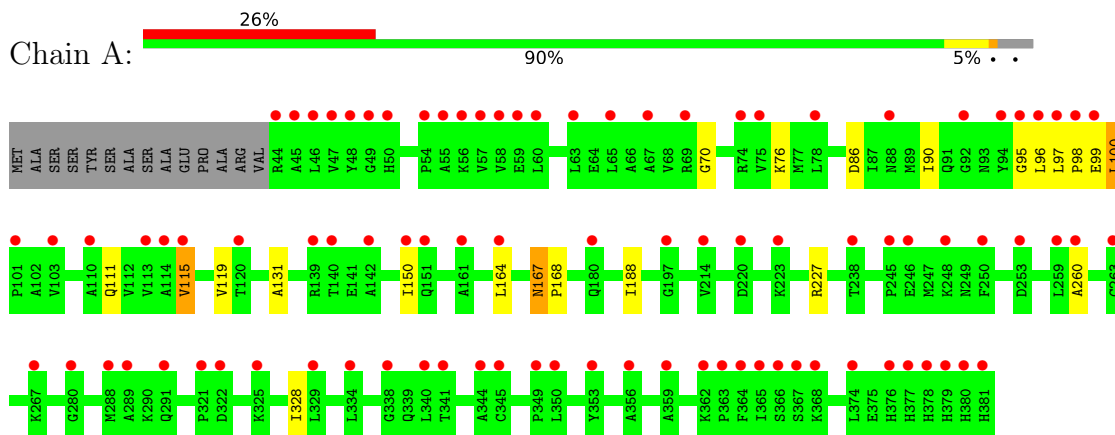 26%
Chain A:
90% 5% • •
MET ALA SER SER TYR SER ALA SER ALA GLU PRO ALA ARG VAL R44 A45 L46 V47 Y48 G49 H50 P54 A55 K56 V57 V58 E59 L60 L63 E64 L65 A66 A67 V68 R69 G70 R74 V75 K76 M77 L78 D86 I87 N88 M89 I90 Q91 G92 N93 Y94 G95 L96 L97 P98 E99 L100
P101 A102 V103 A110 Q111 V112 V113 A114 V115 V119 T120 A131 R139 T140 E141 A142 I150 Q151 A161 L164 N167 P168 Q180 I188 G197 V214 D220 K223 R227 T238 P245 E246 M247 K248 N249 F250 D253 L259 A260
K267 G280 M288 A289 K290 Q291 P321 D322 K325 I328 L329 L334 G338 Q339 L340 T341 A344 C345 P349 L350 Y353 A356 A359 K362 P363 F364 I365 S366 S367 K368 L374 E375 H376 H377 H378 H379 H380 H381